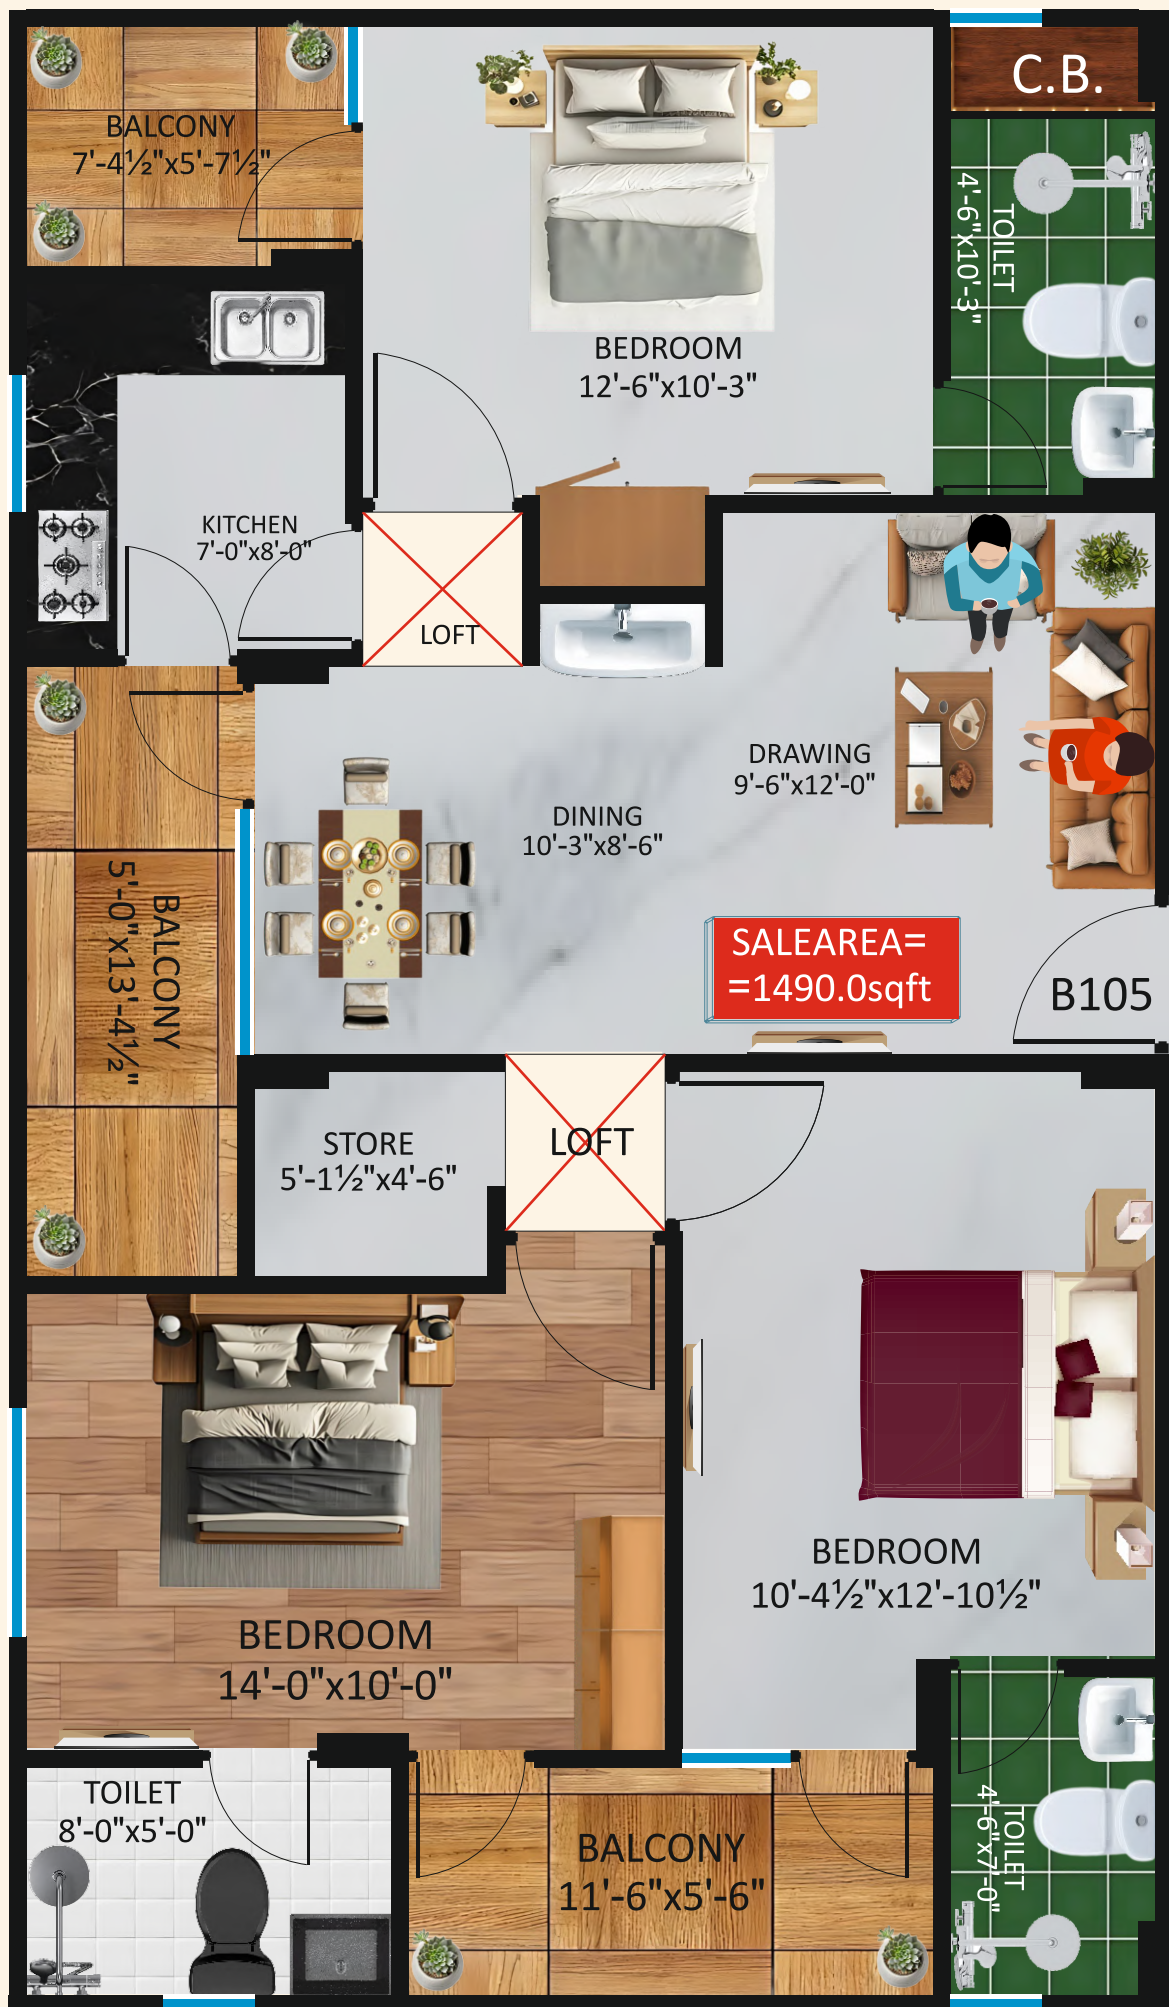 C.B.
BALCONY
7'-4½"x5'-7½"
TOILET
4'-6"x10'-3"
BEDROOM
12'-6"x10'-3"
KITCHEN
7'-0"x8'-0"
LOFT
DRAWING
9'-6"x12'-0"
DINING
10'-3"x8'-6"
BALCONY
5'-0"x13'-4½"
SALEAREA=
=1490.0sqft
B105
STORE
5'-1½"x4'-6"
LOFT
BEDROOM
10'-4½"x12'-10½"
BEDROOM
14'-0"x10'-0"
TOILET
8'-0"x5'-0"
BALCONY
11'-6"x5'-6"
TOILET
4'-6"x7'-0"